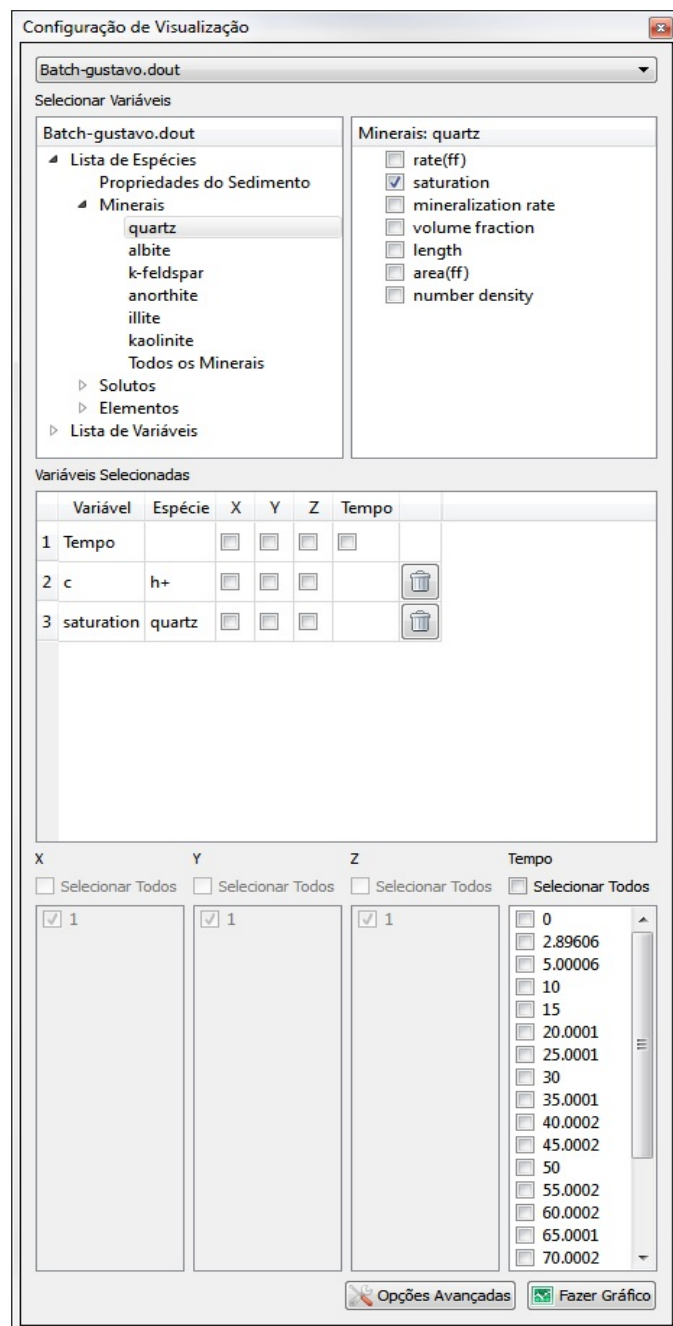 Configuração de Visualização
Batch-gustavo.dout
Selecionar Variáveis
Batch-gustavo.dout
Lista de Espécies
Propriedades do Sedimento
Minerais
quartz
albite
k-feldspar
anorthite
illite
kaolinite
Todos os Minerais
Solutos
Elementos
Lista de Variáveis
Minerais: quartz
rate(ff)
saturation
mineralization rate
volume fraction
length
area(ff)
number density
Variáveis Selecionadas
Variável Espécie X Y Z Tempo
1 Tempo
2 c h+
3 saturation quartz
X Y Z Tempo
Selecionar Todos Selecionar Todos Selecionar Todos Selecionar Todos
1 1 1 0
2.89606
5.00006
10
15
20.0001
25.0001
30
35.0001
40.0002
45.0002
50
55.0002
60.0002
65.0001
70.0002
Opções Avançadas Fazer Gráfico